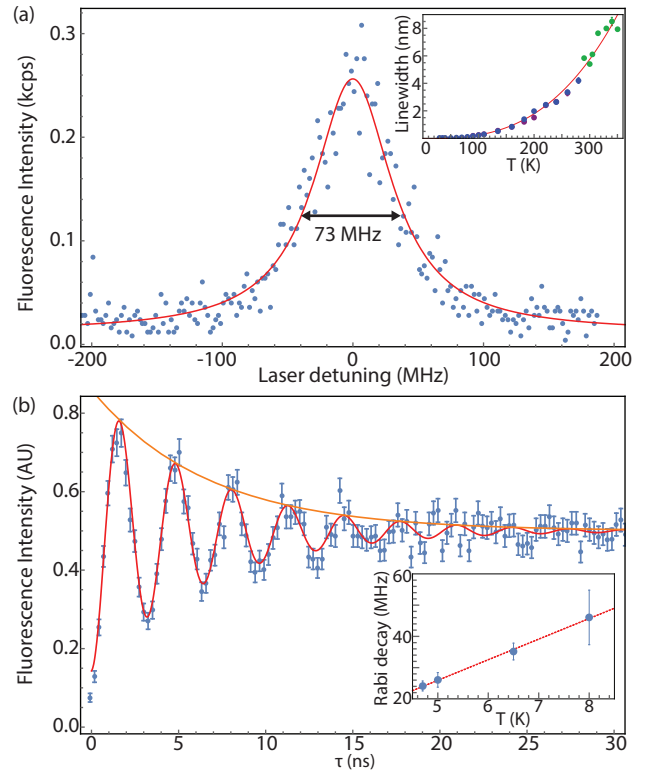 (a)
Fluorescence Intensity (kcps)
0.3
0.2
0.1
0.0
73 MHz
-200 -100 0 100 200
Laser detuning (MHz)
Linewidth (nm)
8
6
4
2
0 100 200 300
T (K)
(b)
Fluorescence Intensity (AU)
0.8
0.6
0.4
0.2
0.0
0 5 10 15 20 25 30
τ (ns)
Rabi decay (MHz)
60
40
20
5 6 7 8
T (K)